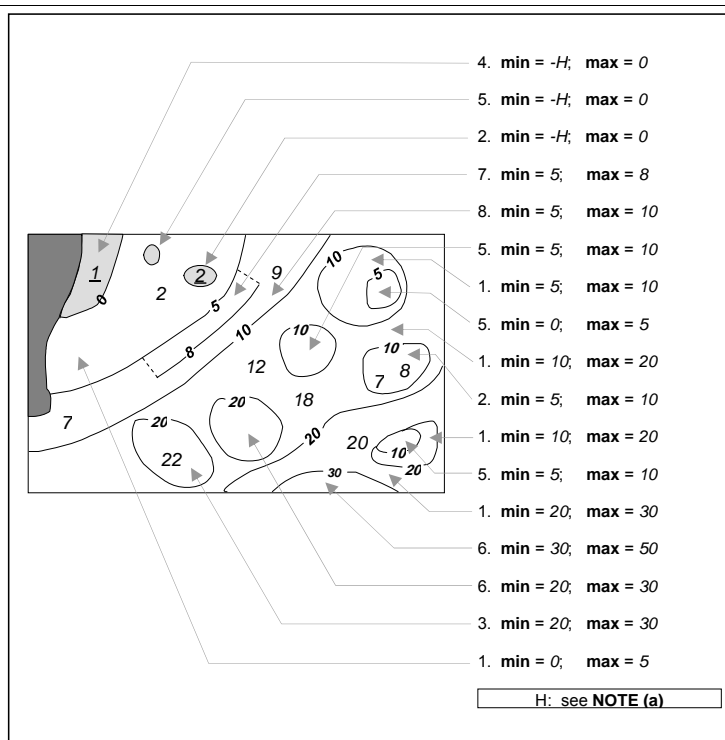 4. min = -H; max = 0
5. min = -H; max = 0
2. min = -H; max = 0
7. min = 5; max = 8
8. min = 5; max = 10
5. min = 5; max = 10
1. min = 5; max = 10
5. min = 0; max = 5
1. min = 10; max = 20
2. min = 5; max = 10
1. min = 10; max = 20
5. min = 5; max = 10
1. min = 20; max = 30
6. min = 30; max = 50
6. min = 20; max = 30
3. min = 20; max = 30
1. min = 0; max = 5
H: see NOTE (a)
1
0
2
2
9
5
10
8
10
5
10
12
10
7
8
7
18
20
20
22
20
20
10
20
30